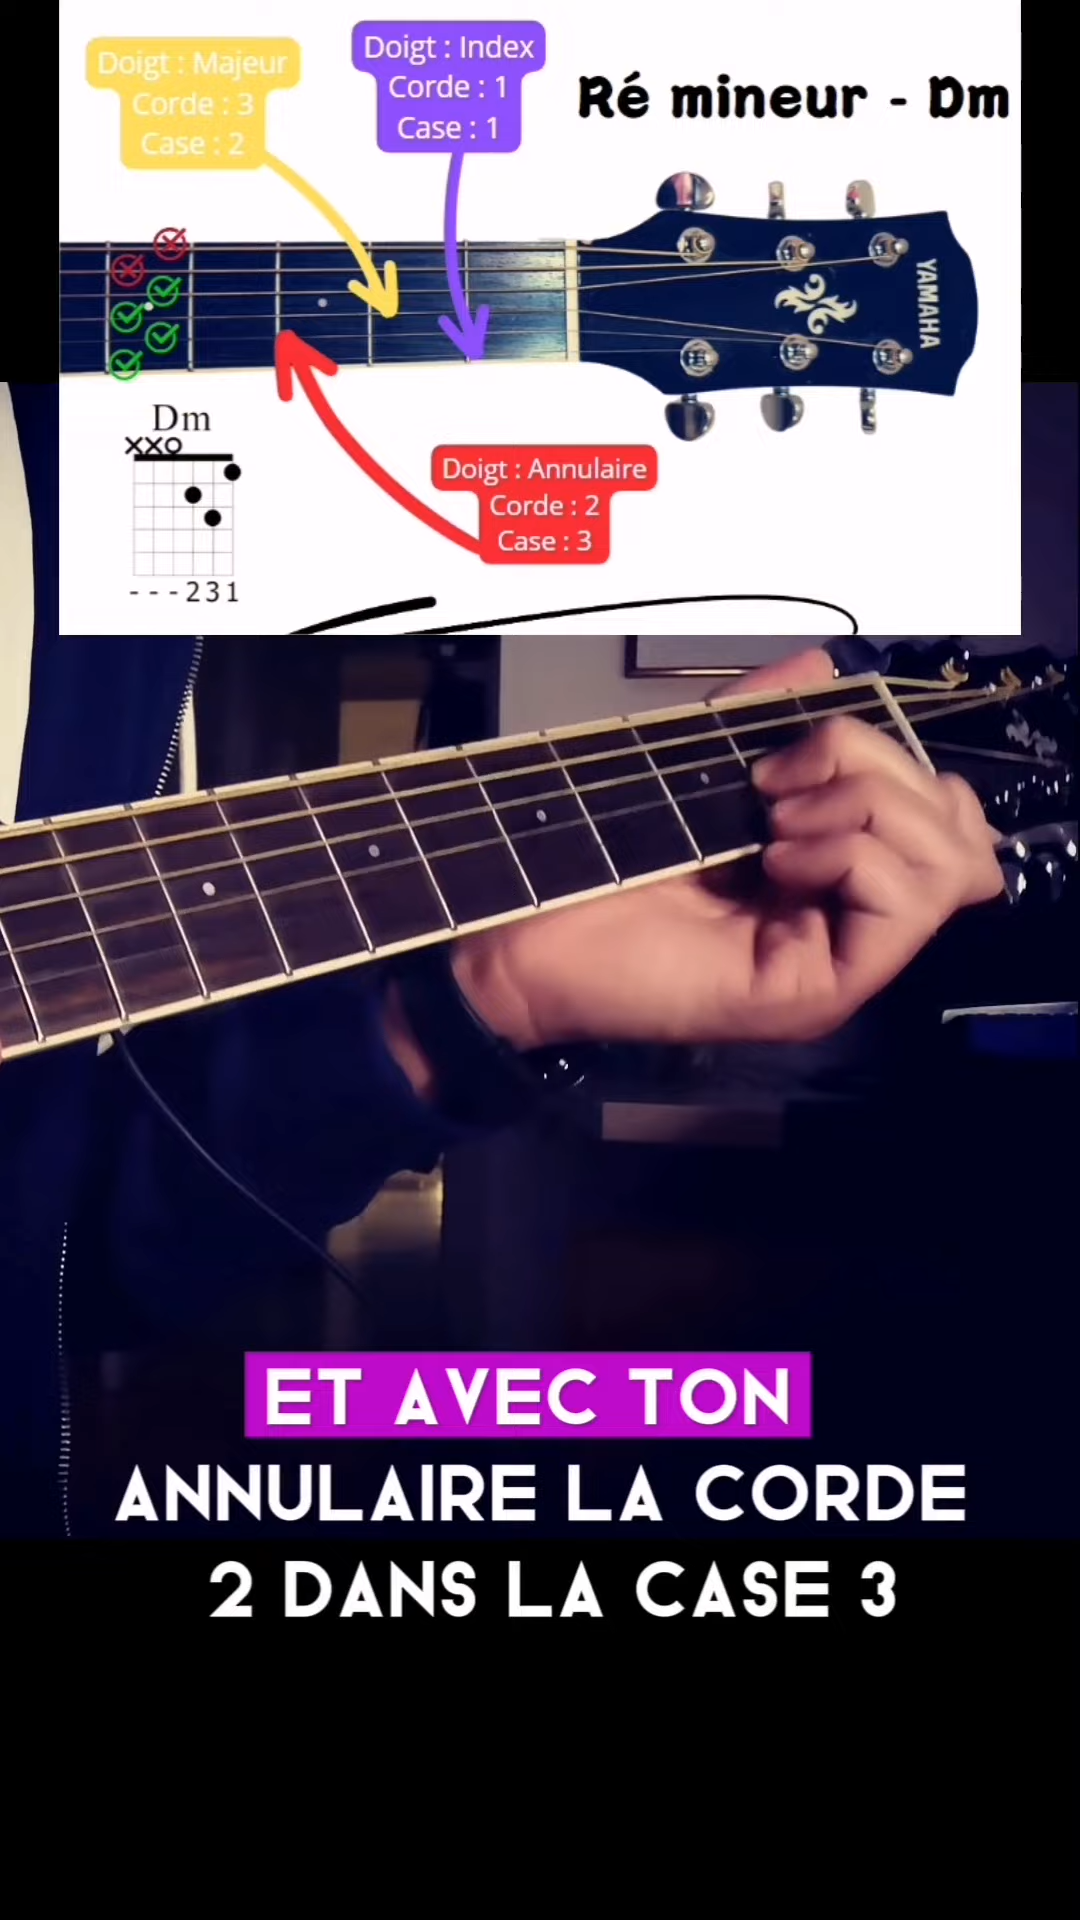 Doigt : Majeur
Corde : 3
Case : 2
Doigt : Index
Corde : 1
Case : 1
Ré mineur - Dm
YAMAHA
Dm
xxo
Doigt : Annulaire
Corde : 2
Case : 3
---231
ET AVEC TON
ANNULAIRE LA CORDE
2 DANS LA CASE 3